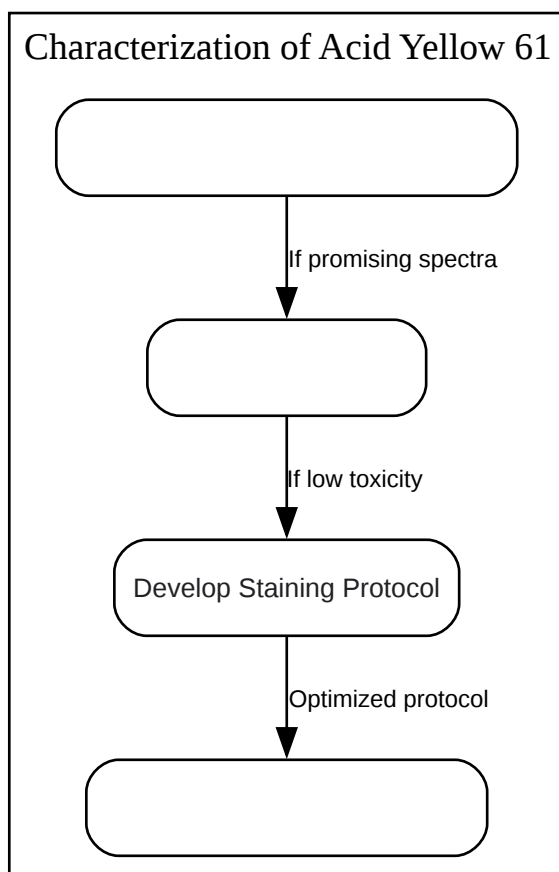 Characterization of Acid Yellow 61
If promising spectra
If low toxicity
Develop Staining Protocol
Optimized protocol